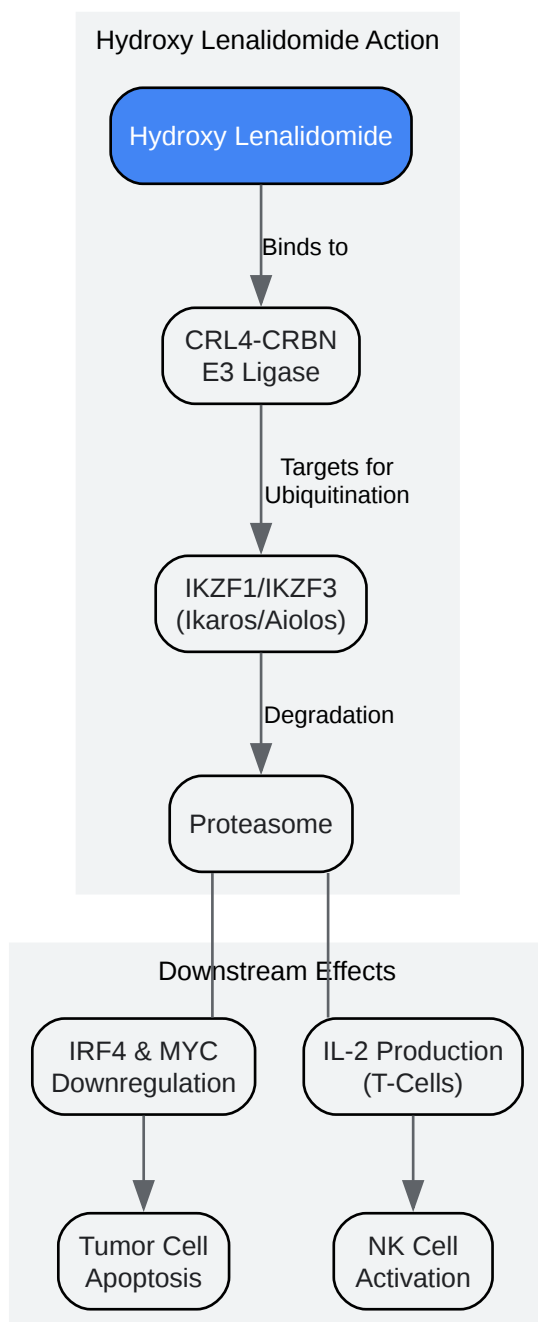 Hydroxy Lenalidomide Action
Hydroxy Lenalidomide
Binds to
CRL4-CRBN
E3 Ligase
Targets for
Ubiquitination
IKZF1/IKZF3
(Ikaros/Aiolos)
Degradation
Proteasome
Downstream Effects
IRF4 & MYC
Downregulation
IL-2 Production
(T-Cells)
Tumor Cell
Apoptosis
NK Cell
Activation